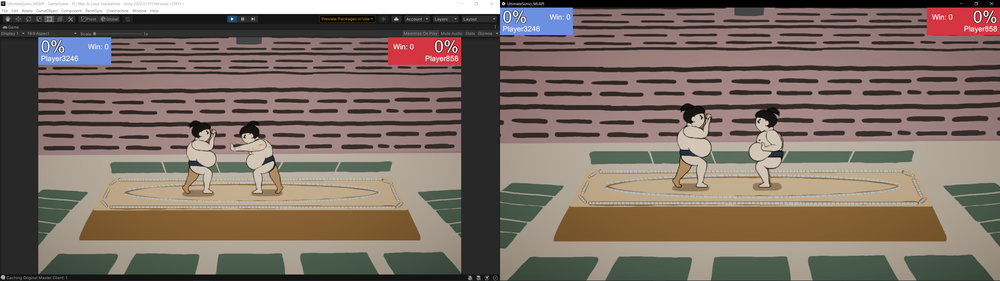 UltimateSumo_MLAPI - GameScene - PC, Mac & Linux Standalone - Unity 2020.3.11f1 Personal <DX11>
File Edit Assets GameObject Component ParrelSync Cinemachine Window Help
Pivot Global Preview Packages in Use Account Layers Layout
Game
Display 1 16:9 Aspect Scale 1x Maximize On Play Mute Audio Stats Gizmos
0% Win: 0
Player3246
Win: 0 0%
Player858
Caching Original Master Client: 1
UltimateSumo_MLAPI
0% Win: 0
Player3246
Win: 0 0%
Player858